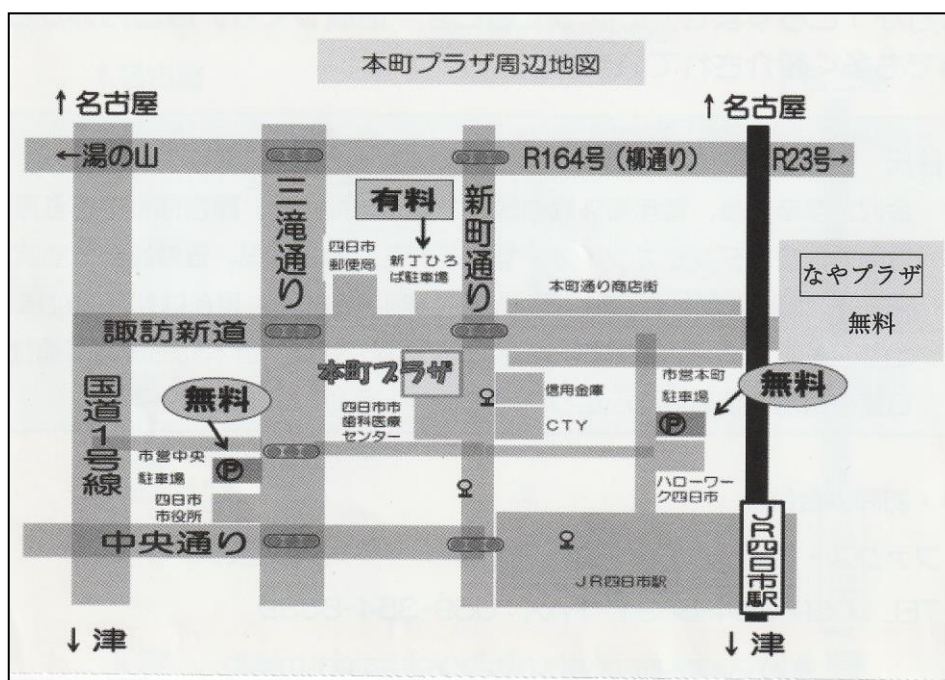 本町プラザ周辺地図
↑名古屋
↑名古屋
←湯の山
R164号(柳通り)
R23号→
三滝通り
有料
新町通り
四日市
郵便局
新丁ひろ
ば駐車場
本町通り商店街
なやプラザ
無料
諏訪新道
本町プラザ
国道1号線
無料
市営本町
駐車場
無料
信用金庫
四日市市
歯科医療
センター
CTY
P
市営中央
駐車場
P
ハローワー
ク四日市
四日市
市役所
中央通り
JR四日市駅
JR四日市駅
↓津
↓津